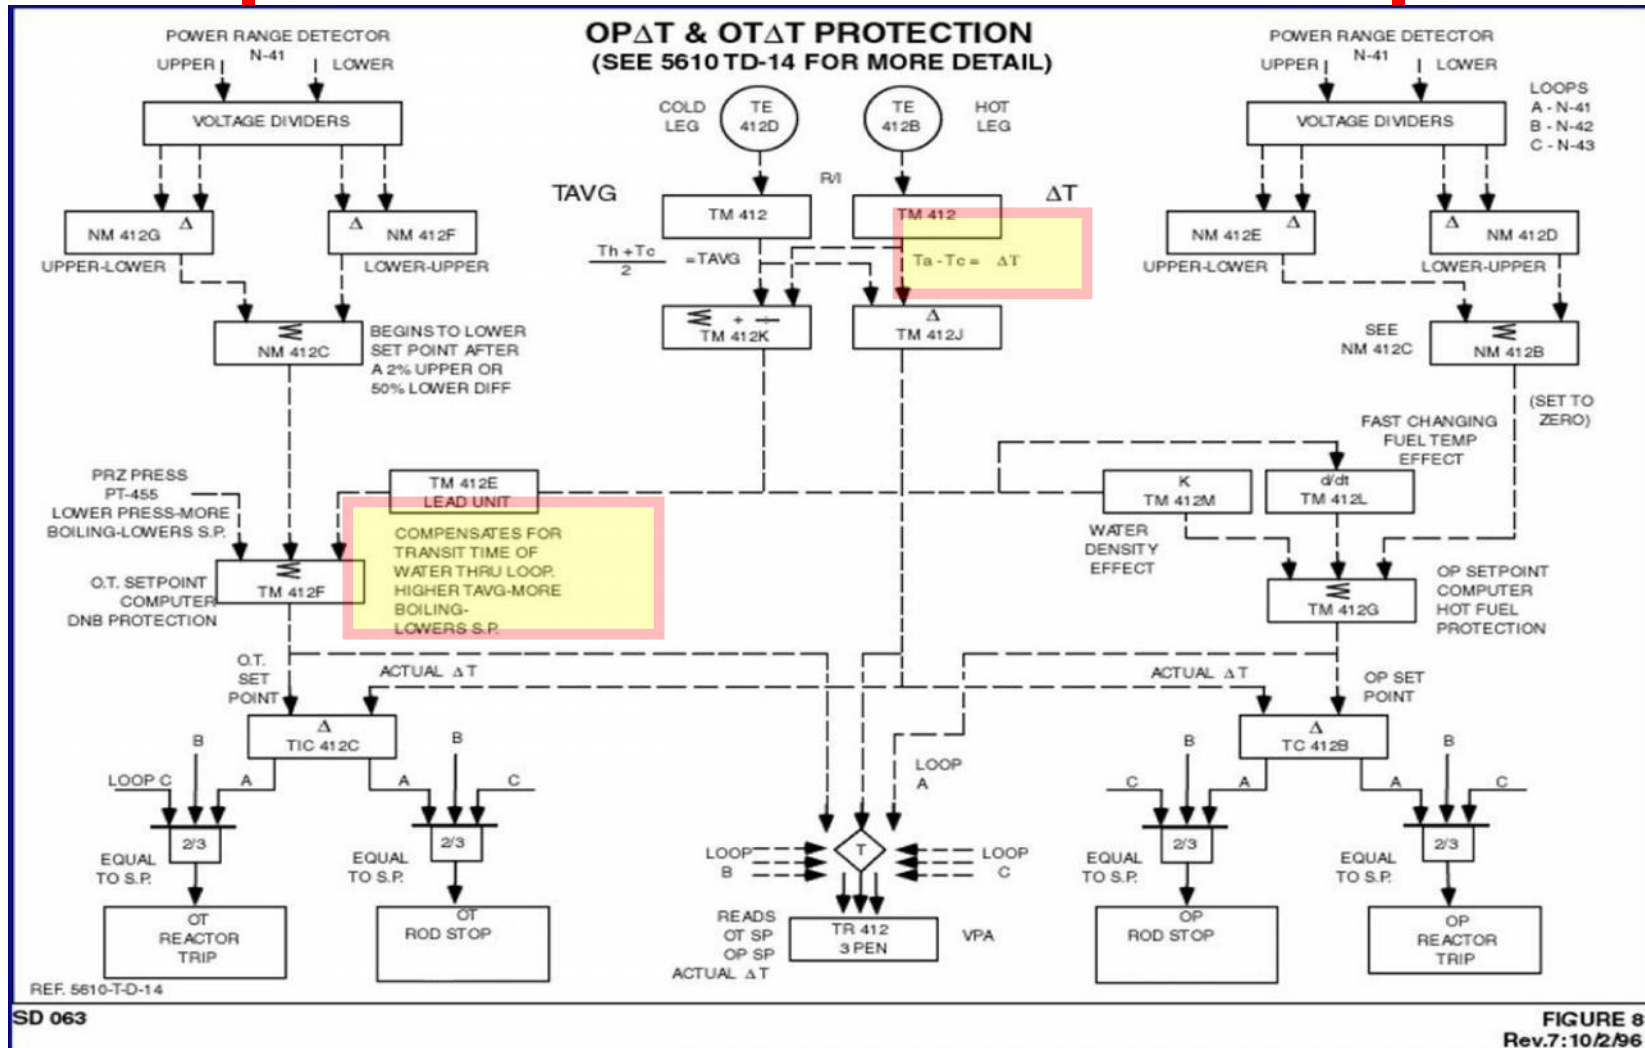 OPΔT & OTΔT PROTECTION
(SEE 5610 TD-14 FOR MORE DETAIL)
POWER RANGE DETECTOR
N-41
UPPER
LOWER
VOLTAGE DIVIDERS
Δ
NM 412G
Δ
NM 412F
UPPER-LOWER
LOWER-UPPER
NM 412C
BEGINS TO LOWER
SET POINT AFTER
A 2% UPPER OR
50% LOWER DIFF
COLD
LEG
TE
412D
TE
412B
HOT
LEG
R/I
TAVG
TM 412
TM 412
ΔT
Th + Tc
2
=TAVG
Ta - Tc = ΔT
+ ÷
TM 412K
Δ
TM 412J
POWER RANGE DETECTOR
N-41
UPPER
LOWER
LOOPS
A - N-41
B - N-42
C - N-43
VOLTAGE DIVIDERS
Δ
NM 412E
Δ
NM 412D
UPPER-LOWER
LOWER-UPPER
SEE
NM 412C
NM 412B
(SET TO
ZERO)
FAST CHANGING
FUEL TEMP
EFFECT
PRZ PRESS
PT-455
LOWER PRESS-MORE
BOILING-LOWERS S.P.
TM 412E
LEAD UNIT
COMPENSATES FOR
TRANSIT TIME OF
WATER THRU LOOP.
HIGHER TAVG-MORE
BOILING-
LOWERS S.P.
K
TM 412M
d/dt
TM 412L
WATER
DENSITY
EFFECT
O.T. SETPOINT
COMPUTER
DNB PROTECTION
TM 412F
TM 412G
OP SETPOINT
COMPUTER
HOT FUEL
PROTECTION
O.T.
SET
POINT
ACTUAL ΔT
ACTUAL ΔT
OP SET
POINT
Δ
TIC 412C
Δ
TC 412B
LOOP C
B
A
A
B
C
LOOP
A
C
B
A
A
B
C
2/3
2/3
2/3
2/3
EQUAL
TO S.P.
EQUAL
TO S.P.
EQUAL
TO S.P.
EQUAL
TO S.P.
LOOP
B
T
LOOP
C
OT
REACTOR
TRIP
OT
ROD STOP
READS
OT SP
OP SP
ACTUAL ΔT
TR 412
3 PEN
VPA
OP
ROD STOP
OP
REACTOR
TRIP
REF. 5610-T-D-14
SD 063
FIGURE 8
Rev.7:10/2/96